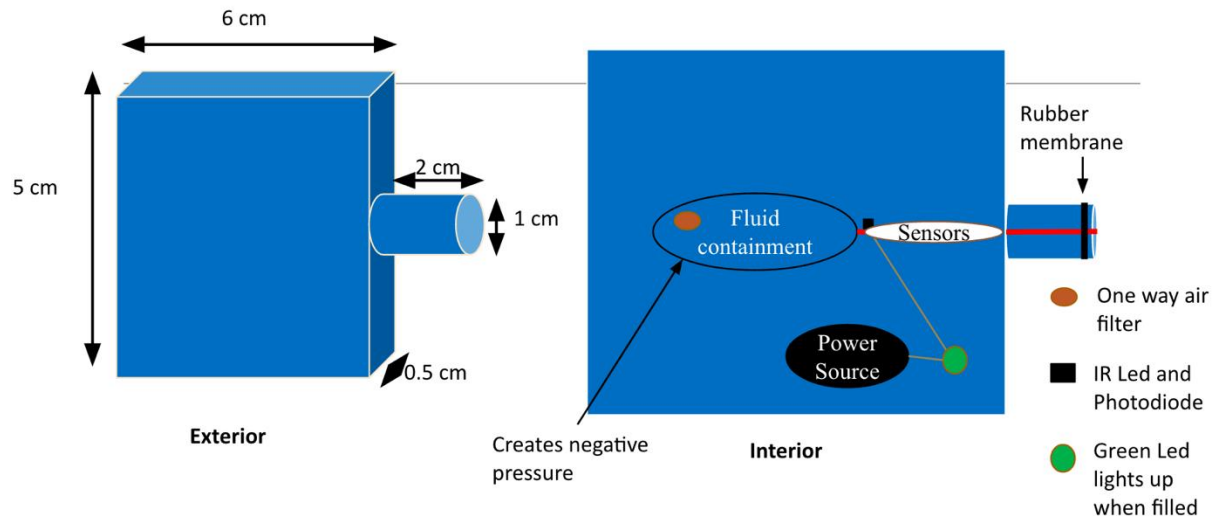 6 cm
5 cm
2 cm
1 cm
0.5 cm
Exterior
Fluid
containment
Sensors
Power
Source
Creates negative
pressure
Interior
Rubber
membrane
One way air
filter
IR Led and
Photodiode
Green Led
lights up
when filled